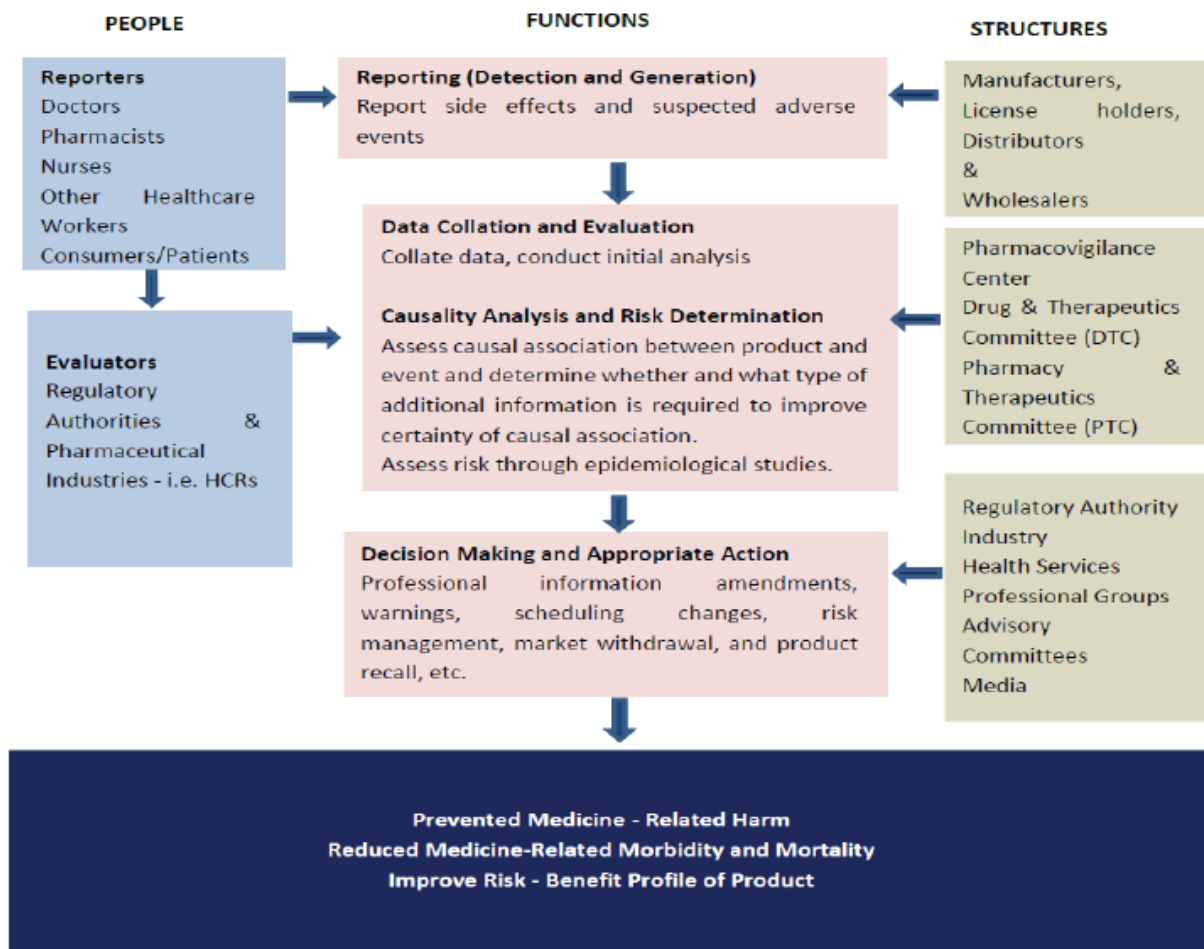 PEOPLE
FUNCTIONS
STRUCTURES
Reporters
Doctors
Pharmacists
Nurses
Other Healthcare
Workers
Consumers/Patients
Evaluators
Regulatory
Authorities &
Pharmaceutical
Industries - i.e. HCRs
Reporting (Detection and Generation)
Report side effects and suspected adverse
events
Data Collation and Evaluation
Collate data, conduct initial analysis
Causality Analysis and Risk Determination
Assess causal association between product and
event and determine whether and what type of
additional information is required to improve
certainty of causal association.
Assess risk through epidemiological studies.
Decision Making and Appropriate Action
Professional information amendments,
warnings, scheduling changes, risk
management, market withdrawal, and product
recall, etc.
Manufacturers,
License holders,
Distributors
&
Wholesalers
Pharmacovigilance
Center
Drug & Therapeutics
Committee (DTC)
Pharmacy &
Therapeutics
Committee (PTC)
Regulatory Authority
Industry
Health Services
Professional Groups
Advisory
Committees
Media
Prevented Medicine - Related Harm
Reduced Medicine-Related Morbidity and Mortality
Improve Risk - Benefit Profile of Product